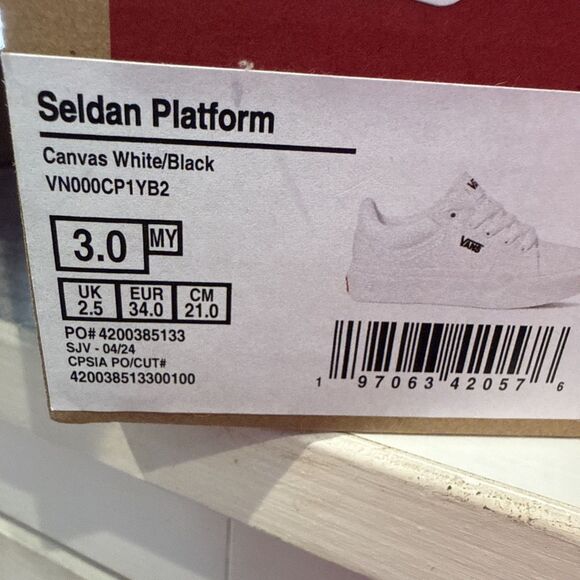 Seldan Platform
Canvas White/Black
VN000CP1YB2
3.0 MY
UK EUR CM
2.5 34.0 21.0
PO# 4200385133
SJV - 04/24
CPSIA PO/CUT#
420038513300100
VANS
1 97063 42057 6